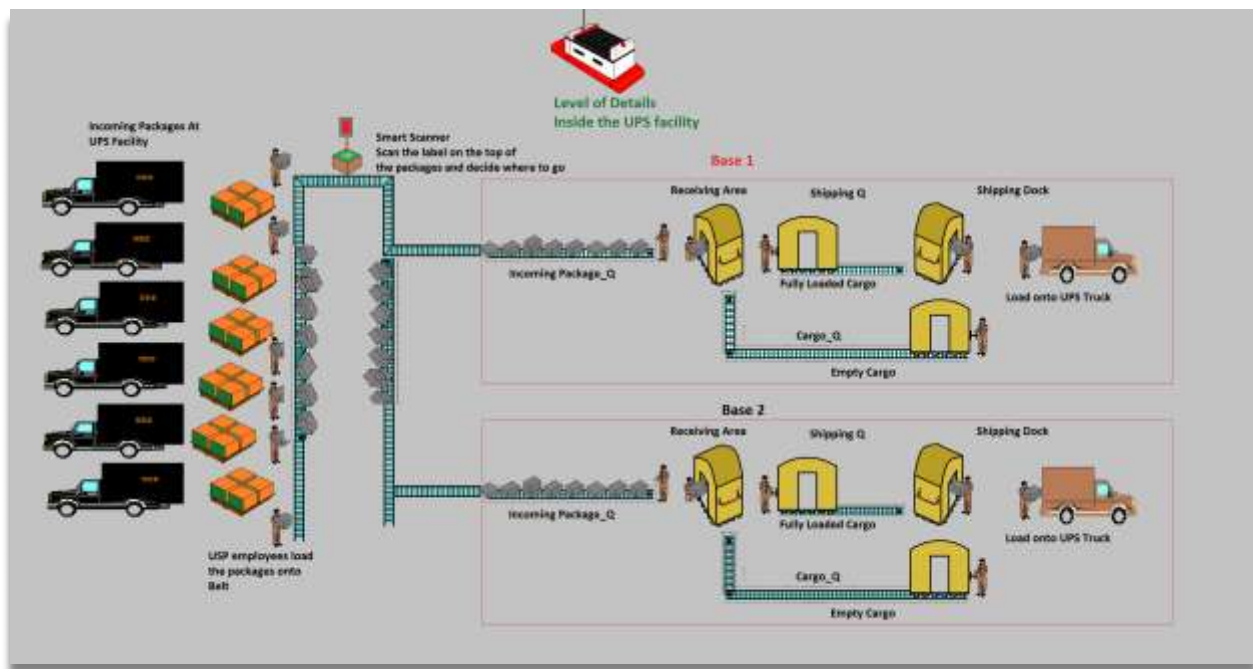 Level of Details
Inside the UPS facility
Incoming Packages At
UPS Facility
Smart Scanner
Scan the label on the top of
the packages and decide where to go
Base 1
Receiving Area
Shipping Q
Shipping Dock
Incoming Package_Q
Fully Loaded Cargo
Load onto UPS Truck
Cargo_Q
Empty Cargo
Base 2
Receiving Area
Shipping Q
Shipping Dock
Incoming Package_Q
Fully Loaded Cargo
Load onto UPS Truck
Cargo_Q
Empty Cargo
USP employees load
the packages onto
Belt